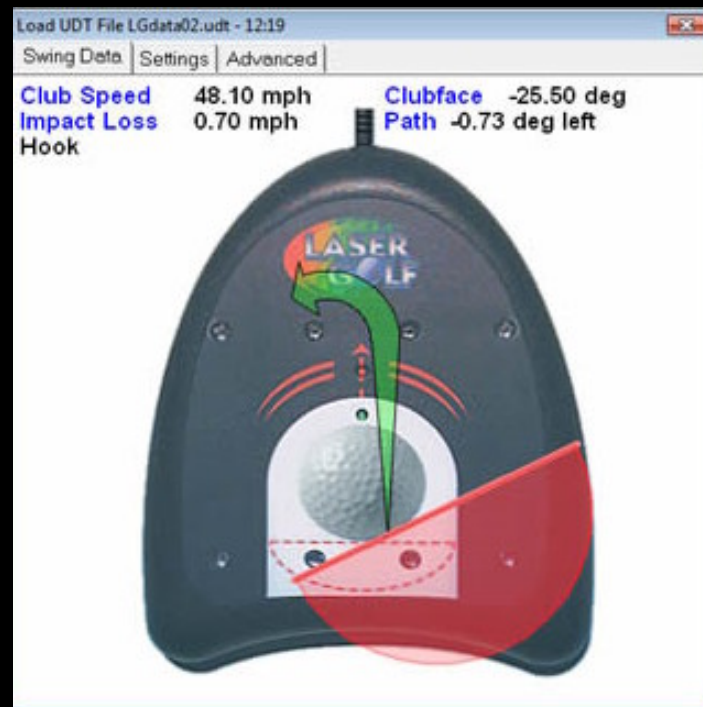 Load UDT File LGdata02.udt - 12:19
Swing Data Settings Advanced
Club Speed 48.10 mph Clubface -25.50 deg
Impact Loss 0.70 mph Path -0.73 deg left
Hook
LASER
GOLF